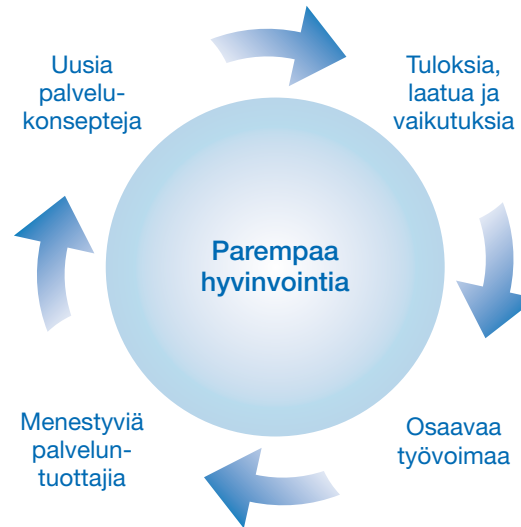 Uusia
palvelu-
konsepteja
Tuloksia,
laatua ja
vaikutuksia
Parempaa
hyvinvointia
Menestyviä
palvelun-
tuottajia
Osaavaa
työvoimaa